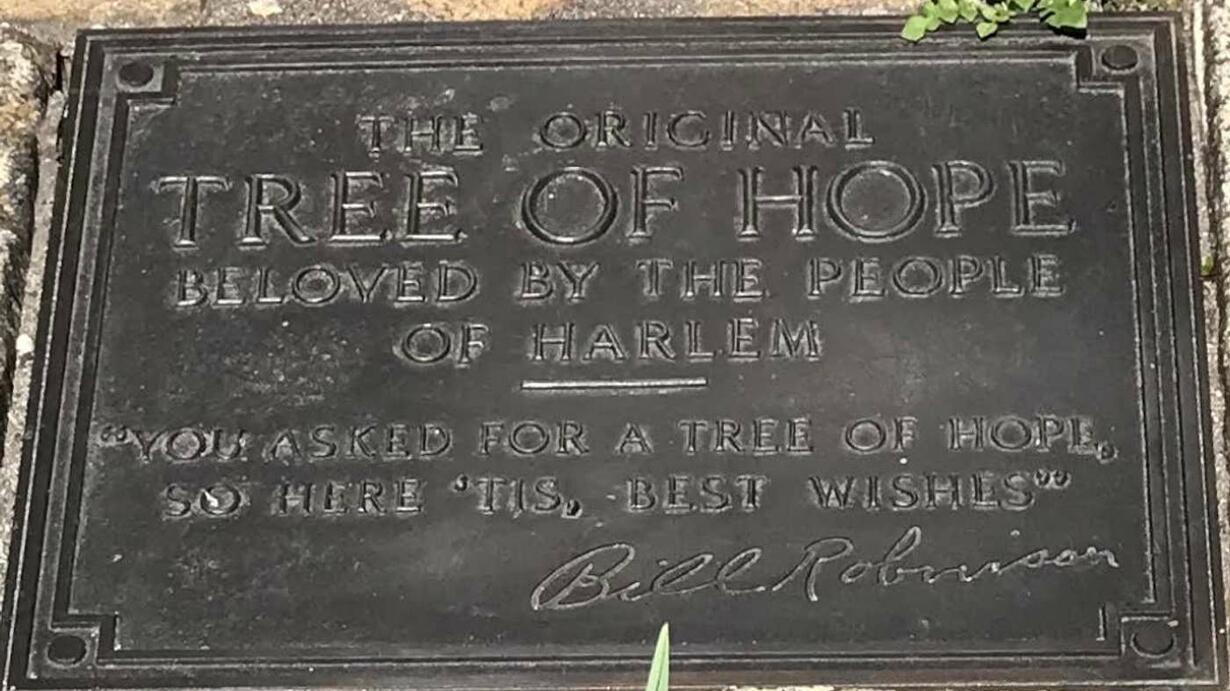 THE ORIGINAL
TREE OF HOPE
BELOVED BY THE PEOPLE
OF HARLEM
“YOU ASKED FOR A TREE OF HOPE,
SO HERE ‘TIS, BEST WISHES”
Bill Robinson